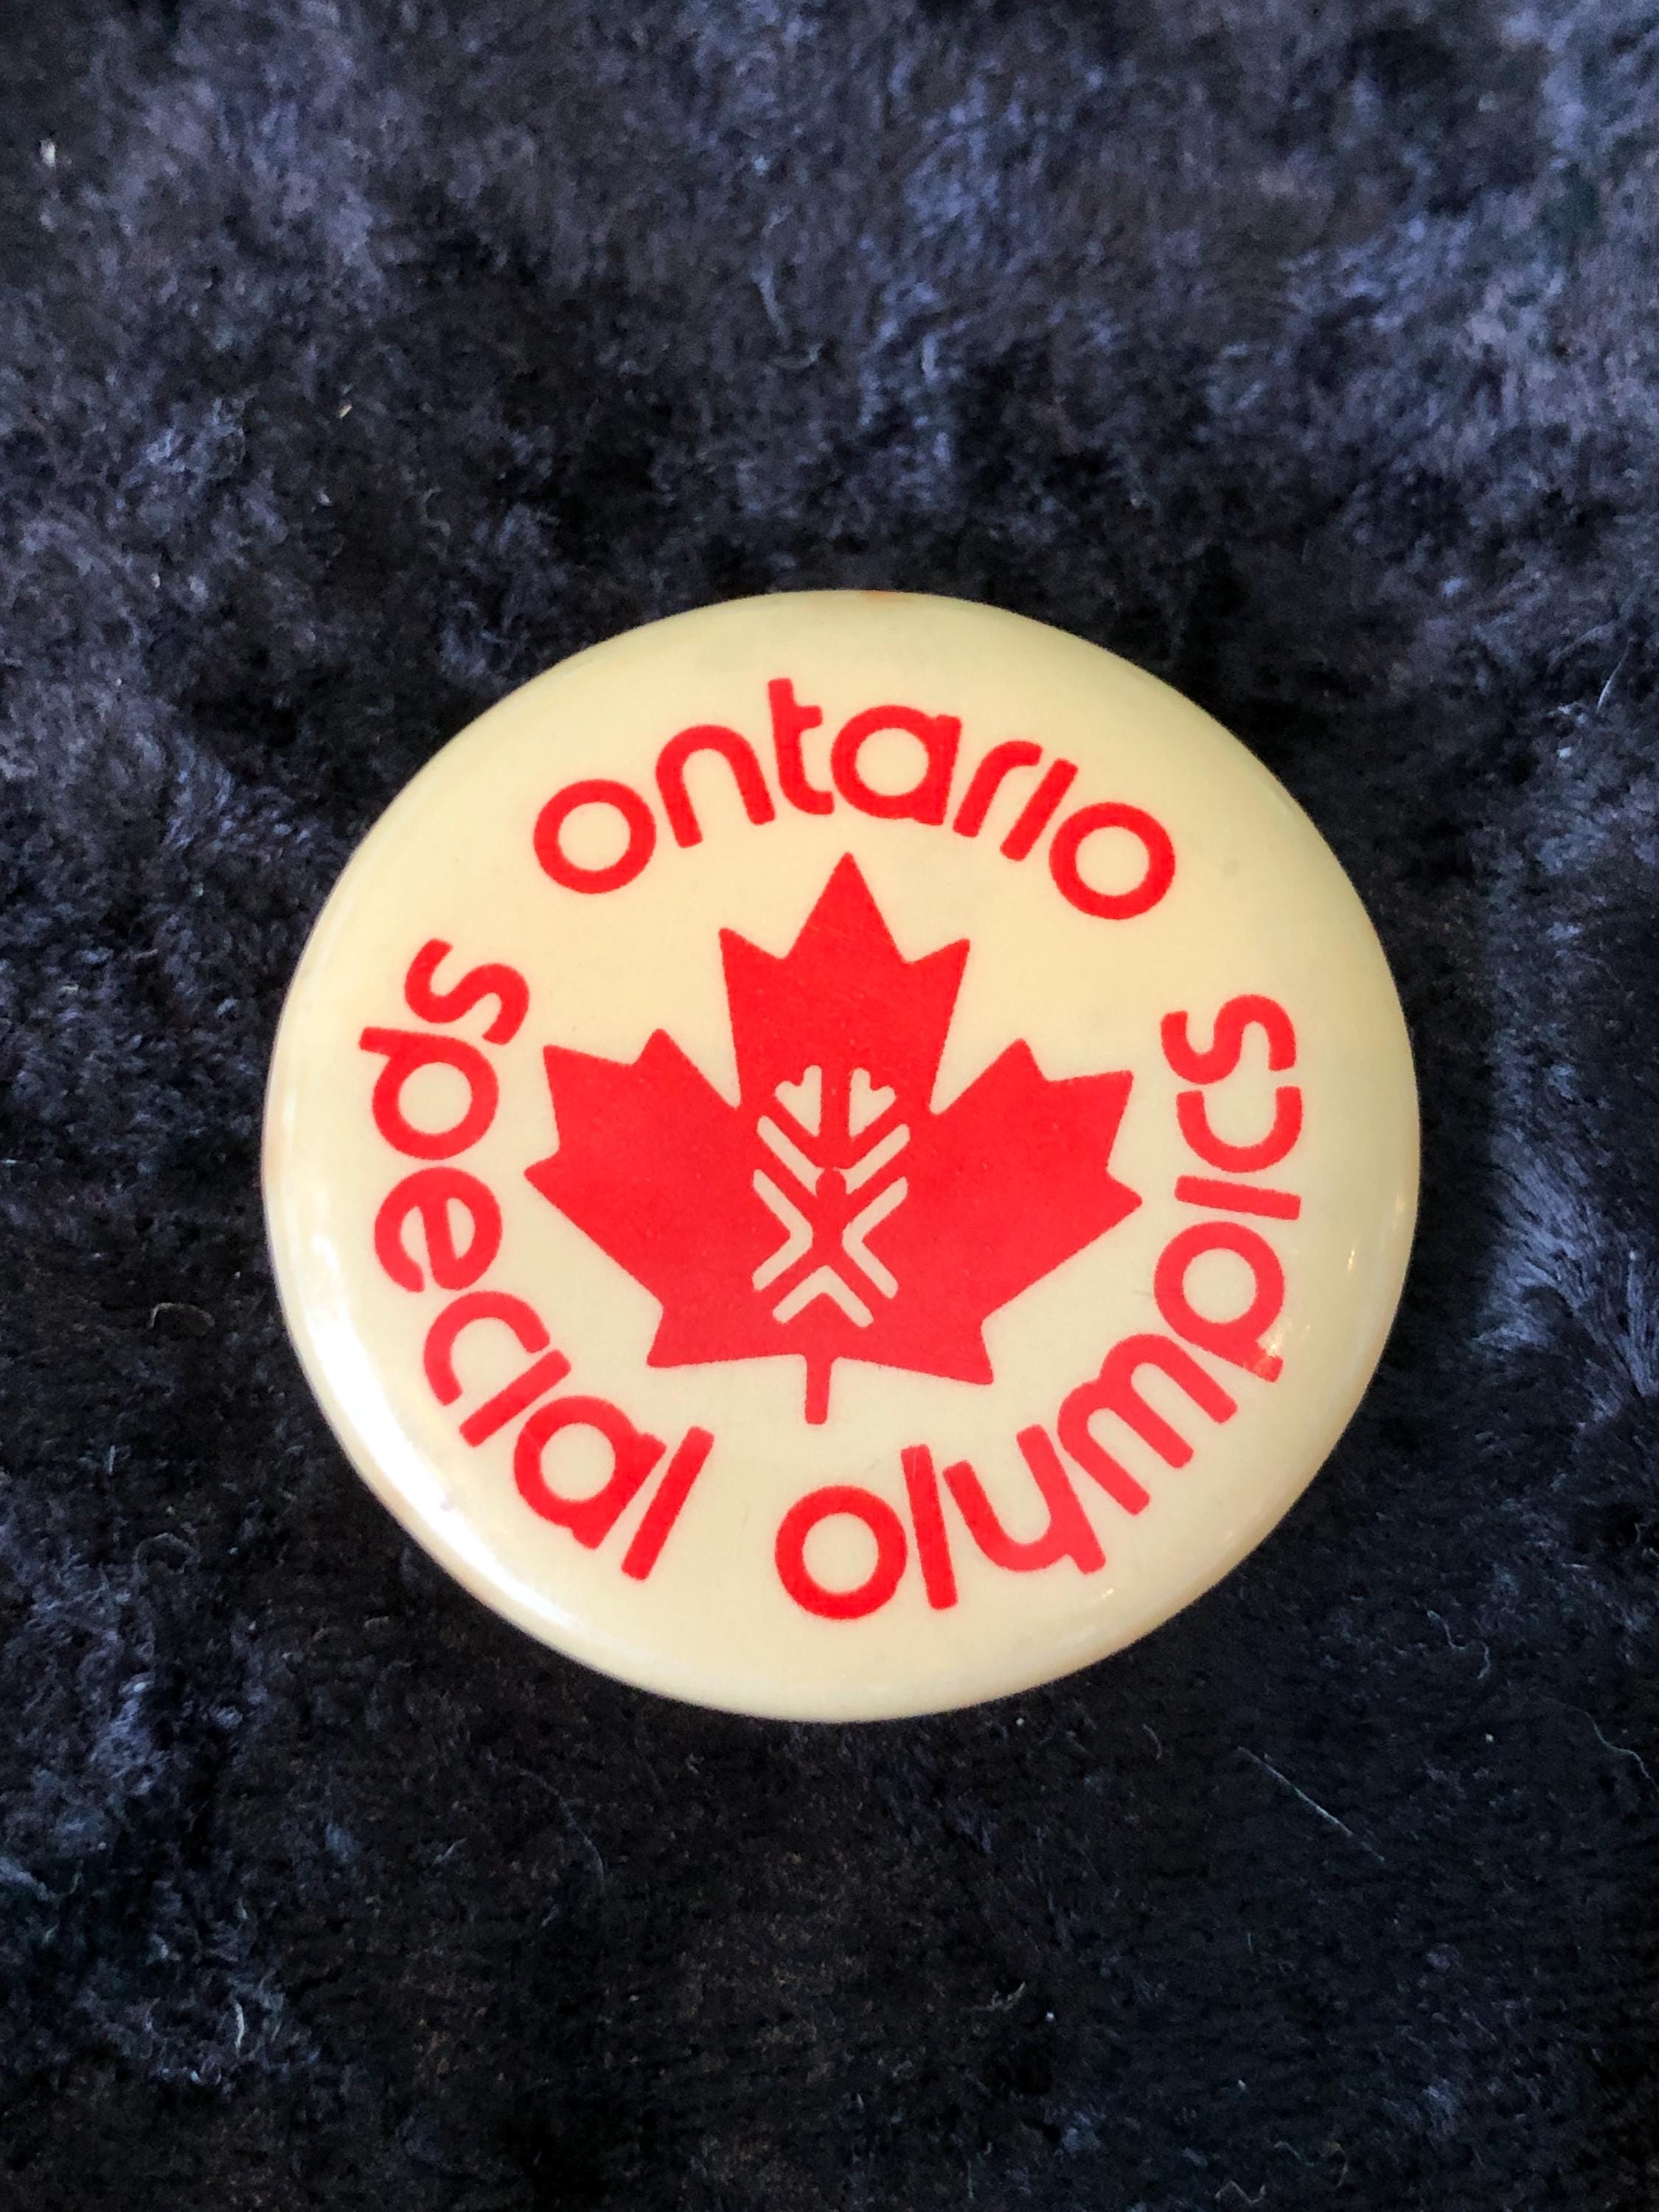 ontario
special olympics